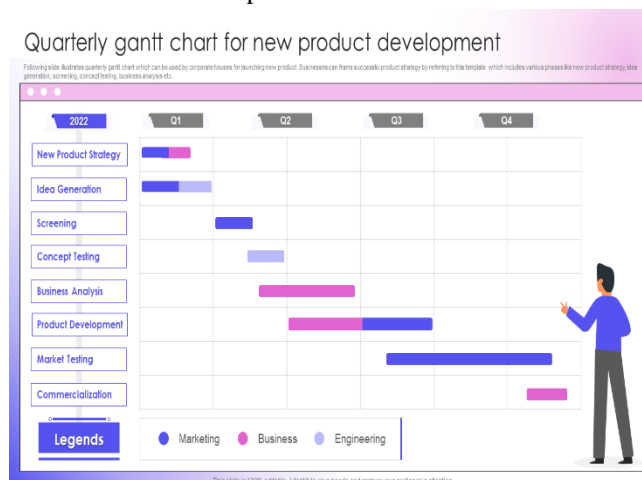 Quarterly gantt chart for new product development
Following slide illustrates quarterly gantt chart which can be used by corporate houses for launching new product. Businesses can frame successful product strategy by referring to this template which includes various phases like new product strategy, idea
generation, screening, concept testing, business analysis etc.
2022 Q1 Q2 Q3 Q4
New Product Strategy
Idea Generation
Screening
Concept Testing
Business Analysis
Product Development
Market Testing
Commercialization
Legends Marketing Business Engineering